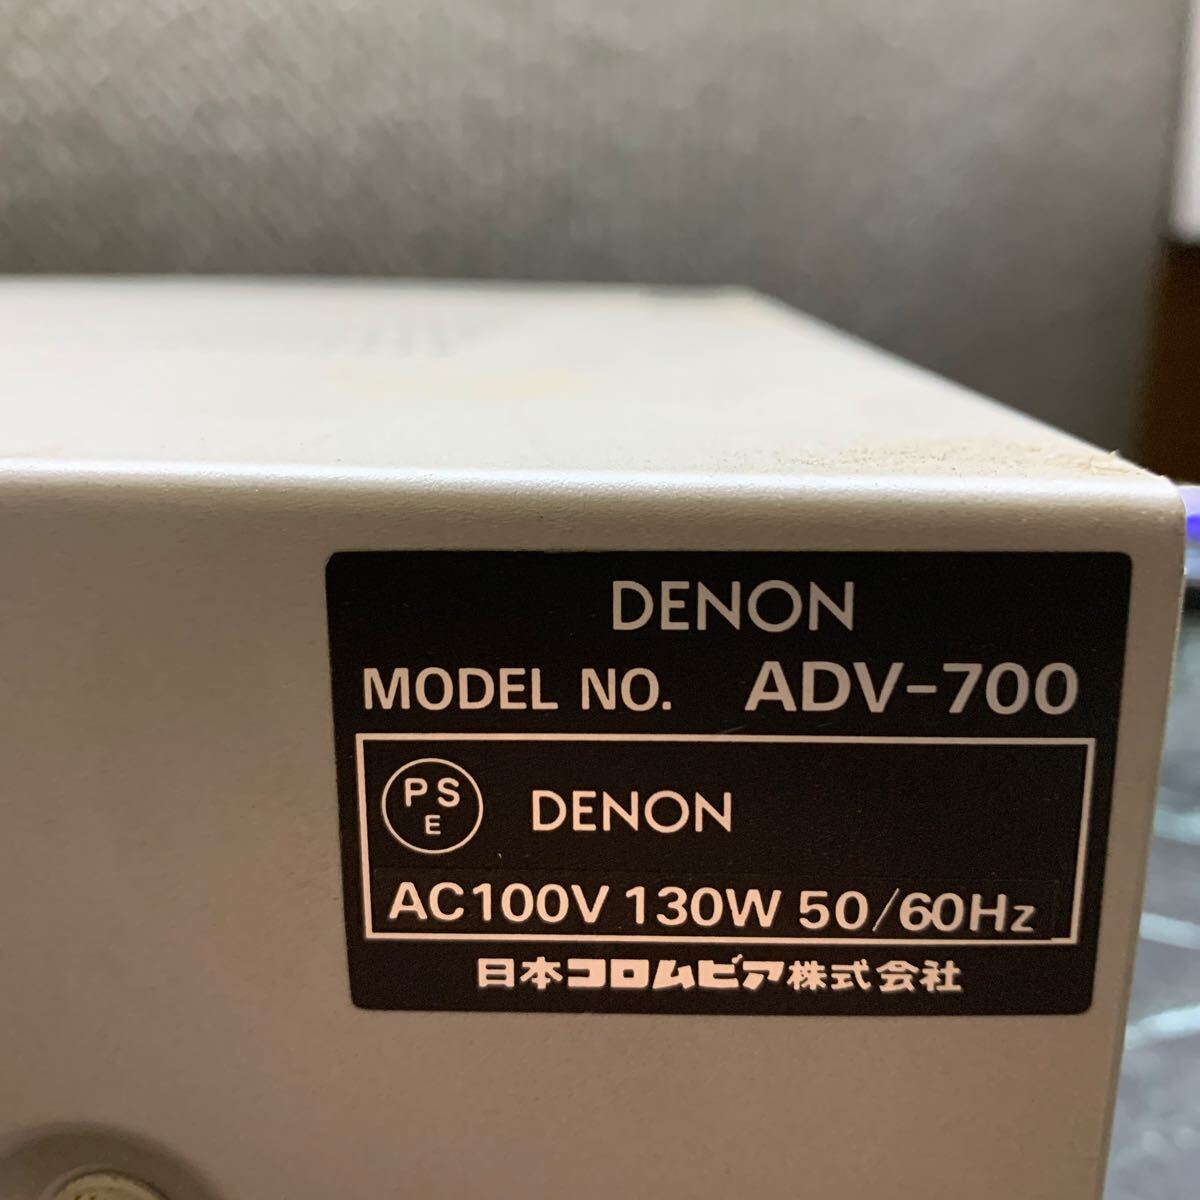 DENON
MODEL NO. ADV-700
PS
E
DENON
AC100V 130W 50/60Hz
日本コロムビア株式会社